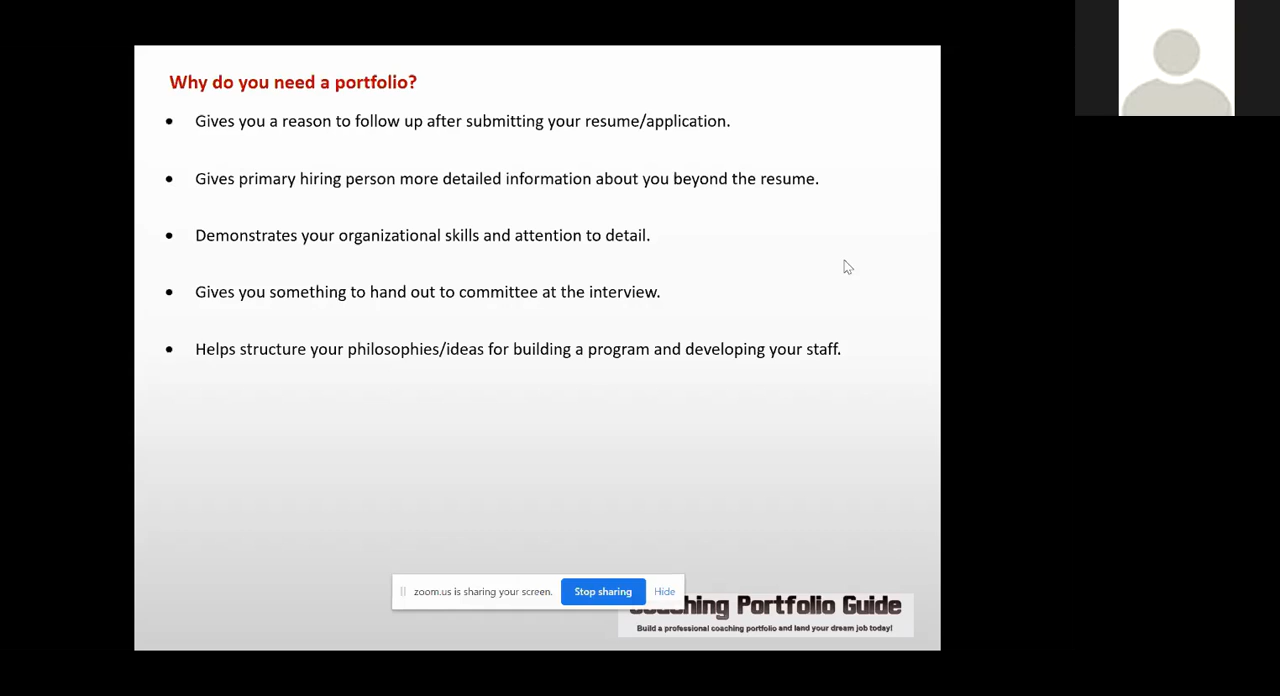 Why do you need a portfolio?
• Gives you a reason to follow up after submitting your resume/application.
• Gives primary hiring person more detailed information about you beyond the resume.
• Demonstrates your organizational skills and attention to detail.
• Gives you something to hand out to committee at the interview.
• Helps structure your philosophies/ideas for building a program and developing your staff.
zoom.us is sharing your screen. Stop sharing Hide
Coaching Portfolio Guide
Build a professional coaching portfolio and land your dream job today!